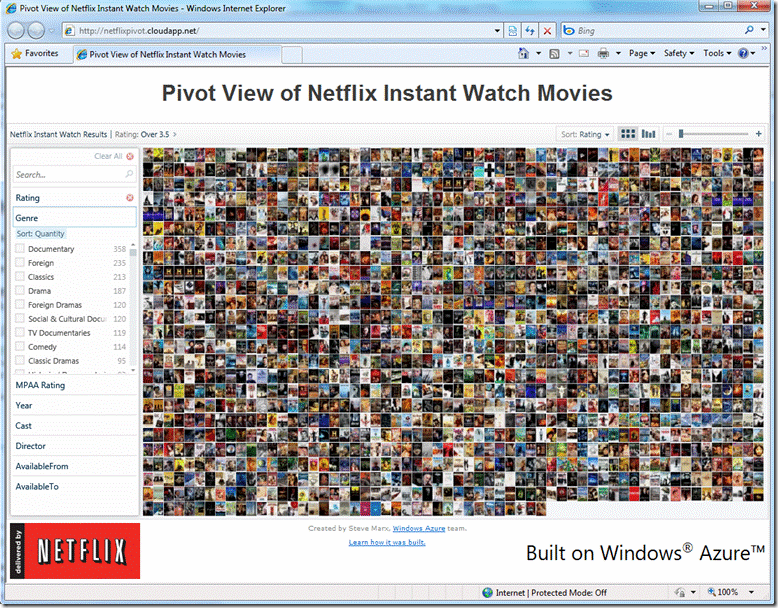 Pivot View of Netflix Instant Watch Movies - Windows Internet Explorer
http://netflixpivot.cloudapp.net/
Bing
Favorites
Pivot View of Netflix Instant Watch Movies
Page
Safety
Tools
Pivot View of Netflix Instant Watch Movies
Netflix Instant Watch Results | Rating: Over 3.5 >
Sort: Rating
Clear All
Search...
Rating
Genre
Sort: Quantity
Documentary 358
Foreign 235
Classics 213
Drama 187
Foreign Dramas 120
Social & Cultural Docu 120
TV Documentaries 119
Comedy 114
Classic Dramas 95
MPAA Rating
Year
Cast
Director
AvailableFrom
AvailableTo
delivered by
NETFLIX
Created by Steve Marx, Windows Azure team.
Learn how it was built.
Built on Windows® Azure™
Internet | Protected Mode: Off
100%